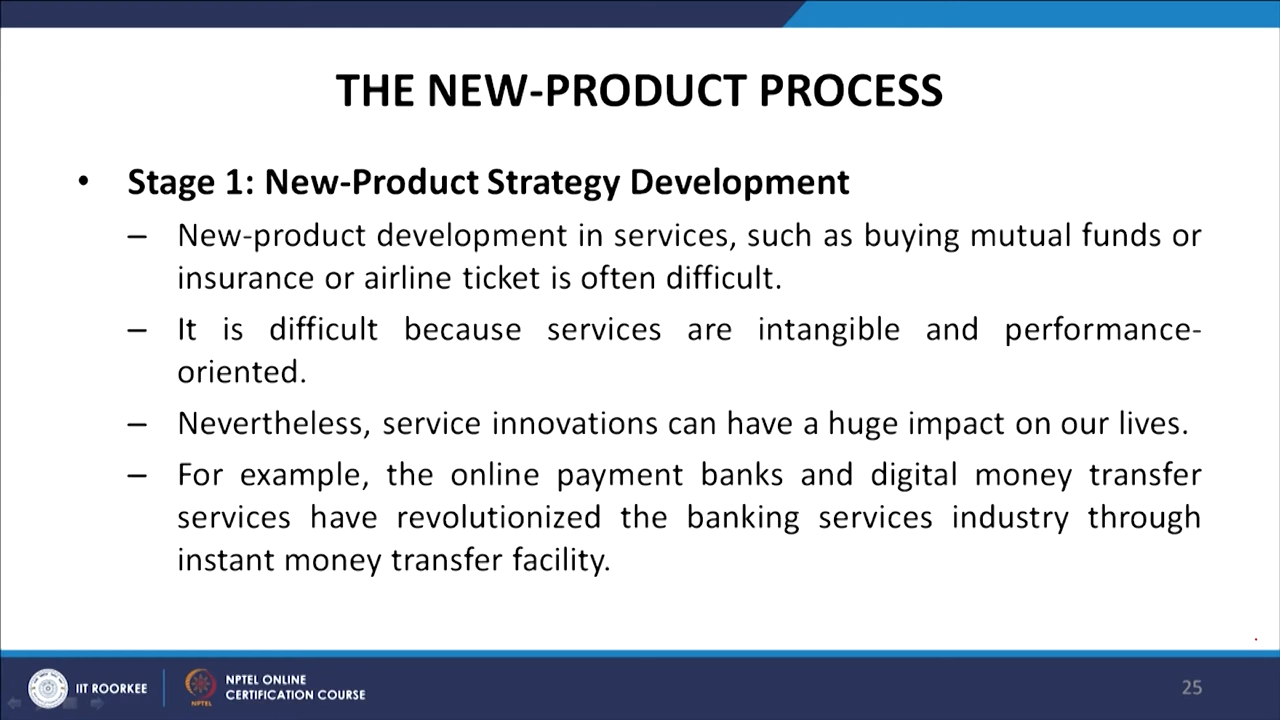 THE NEW-PRODUCT PROCESS
• Stage 1: New-Product Strategy Development
– New-product development in services, such as buying mutual funds or
insurance or airline ticket is often difficult.
– It is difficult because services are intangible and performance-
oriented.
– Nevertheless, service innovations can have a huge impact on our lives.
– For example, the online payment banks and digital money transfer
services have revolutionized the banking services industry through
instant money transfer facility.
IIT ROORKEE
NPTEL
NPTEL ONLINE
CERTIFICATION COURSE
25